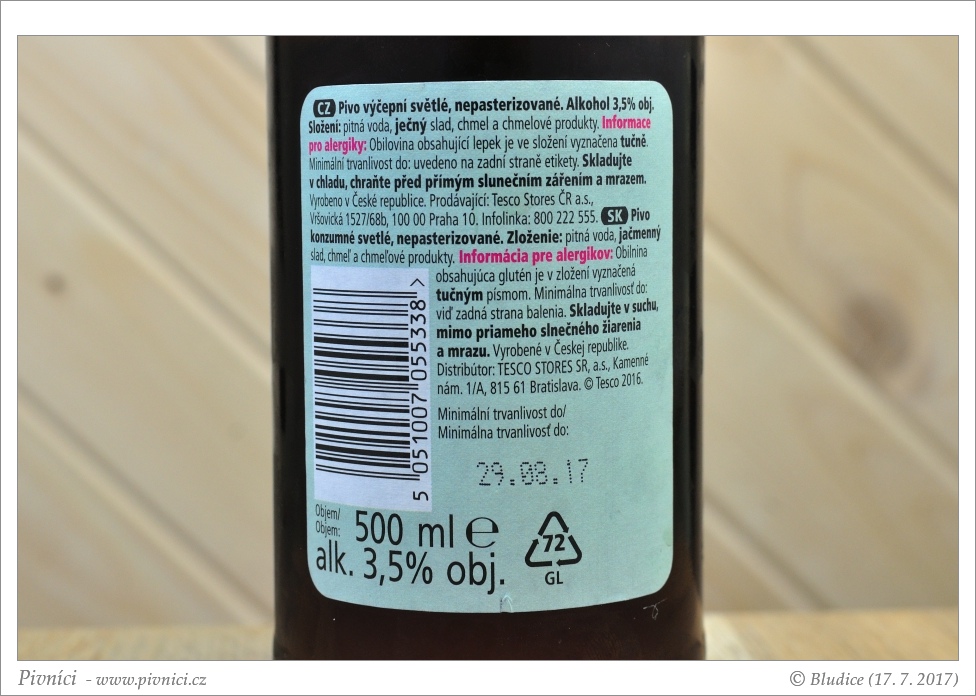 CZ Pivo výčepní světlé, nepasterizované. Alkohol 3,5% obj.
Složení: pitná voda, ječný slad, chmel a chmelové produkty. Informace
pro alergiky: Obilovina obsahující lepek je ve složení vyznačena tučně.
Minimální trvanlivost do: uvedeno na zadní straně etikety. Skladujte
v chladu, chraňte před přímým slunečním zářením a mrazem.
Vyrobeno v České republice. Prodávající: Tesco Stores ČR a.s.,
Vršovická 1527/68b, 100 00 Praha 10. Infolinka: 800 222 555. SK Pivo
konzumné svetlé, nepasterizované. Zloženie: pitná voda, jačmenný
slad, chmeľ a chmeľové produkty. Informácia pre alergikov: Obilnina
obsahujúca glutén je v zložení vyznačená
tučným písmom. Minimálna trvanlivosť do:
viď zadná strana balenia. Skladujte v suchu,
mimo priameho slnečného žiarenia
a mrazu. Vyrobené v Českej republike.
Distribútor: TESCO STORES SR, a.s., Kamenné
nám. 1/A, 815 61 Bratislava. © Tesco 2016.
Minimální trvanlivost do/
Minimálna trvanlivosť do:
29.08.17
5 051007 055338 >
Objem/
Objem:
500 ml e
alk. 3,5% obj.
72
GL
Pivníci - www.pivnici.cz
© Bludice (17. 7. 2017)